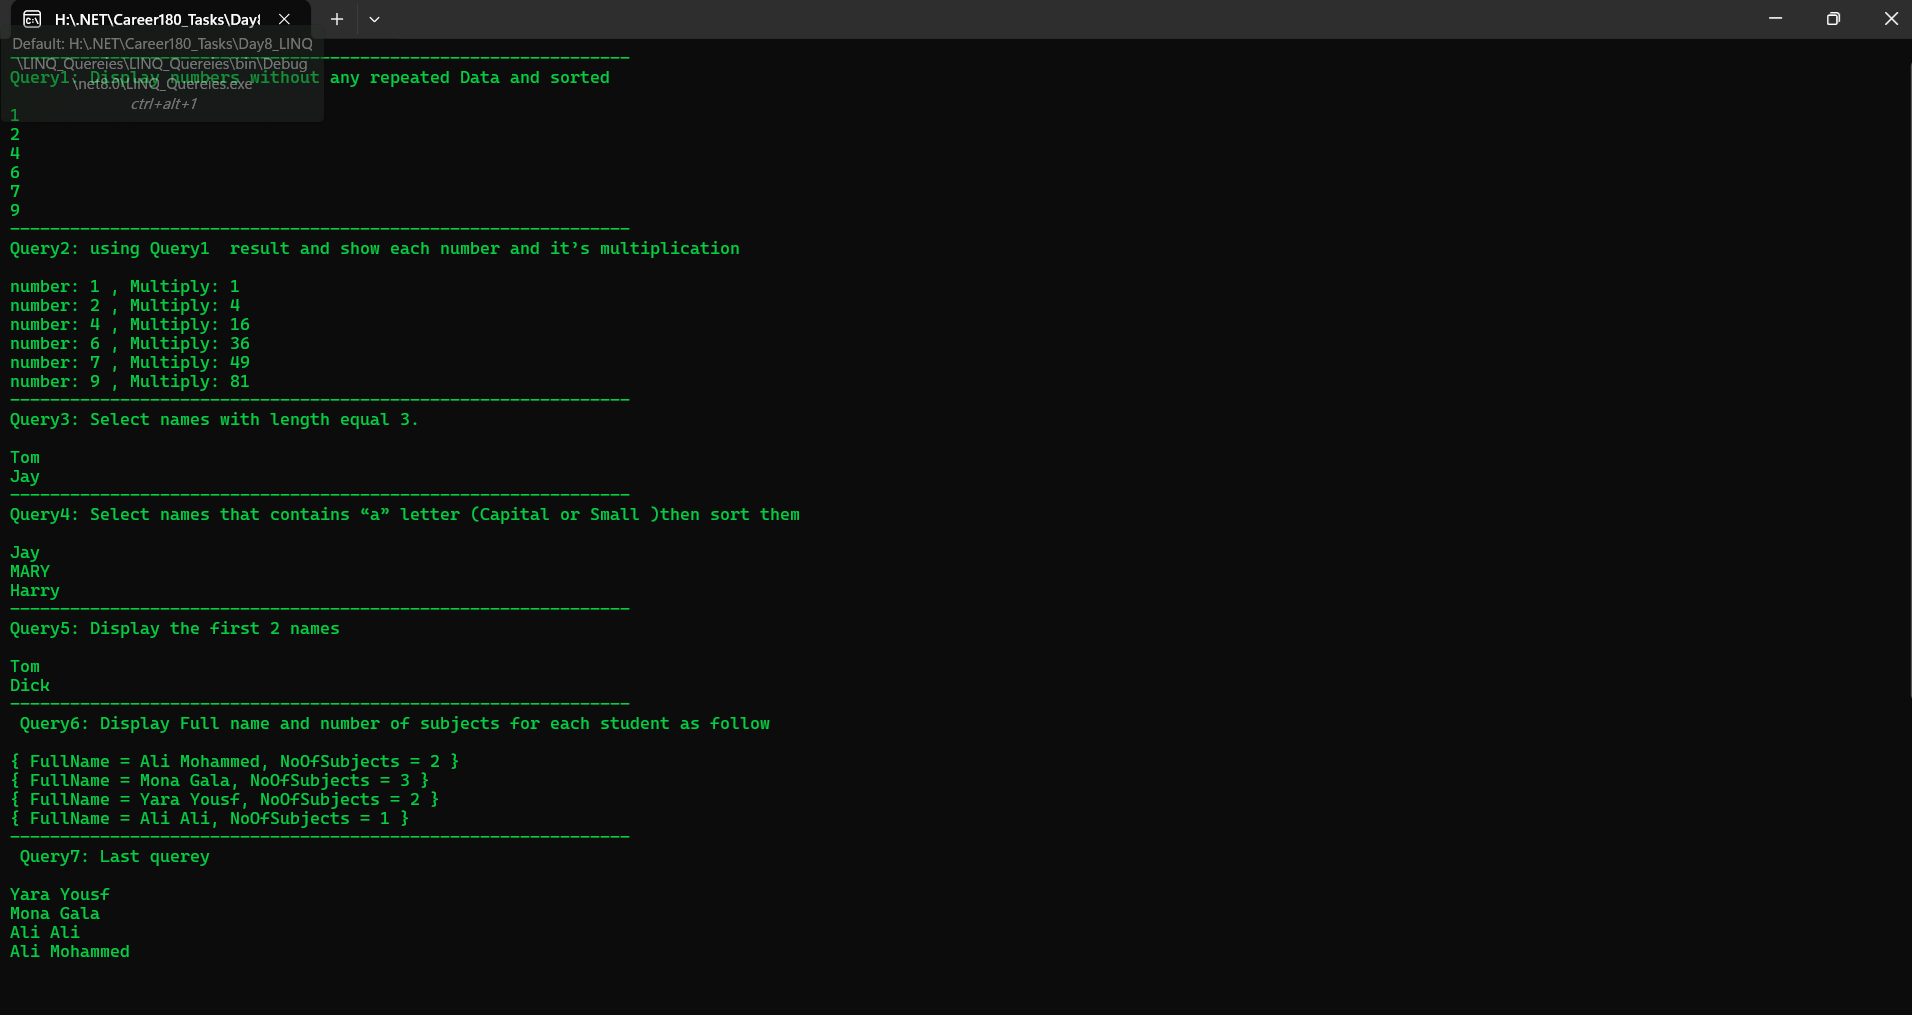 H:\.NET\Career180_Tasks\Day8
Default: H:\.NET\Career180_Tasks\Day8_LINQ
\LINQ_Quereies\LINQ_Quereies\bin\Debug
\net8.0\LINQ_Quereies.exe
ctrl+alt+1
--------------------------------------------------------------
Query1: Display numbers without any repeated Data and sorted
1
2
4
6
7
9
--------------------------------------------------------------
Query2: using Query1  result and show each number and it’s multiplication
number: 1 , Multiply: 1
number: 2 , Multiply: 4
number: 4 , Multiply: 16
number: 6 , Multiply: 36
number: 7 , Multiply: 49
number: 9 , Multiply: 81
--------------------------------------------------------------
Query3: Select names with length equal 3.
Tom
Jay
--------------------------------------------------------------
Query4: Select names that contains “a” letter (Capital or Small )then sort them
Jay
MARY
Harry
--------------------------------------------------------------
Query5: Display the first 2 names
Tom
Dick
--------------------------------------------------------------
Query6: Display Full name and number of subjects for each student as follow
{ FullName = Ali Mohammed, NoOfSubjects = 2 }
{ FullName = Mona Gala, NoOfSubjects = 3 }
{ FullName = Yara Yousf, NoOfSubjects = 2 }
{ FullName = Ali Ali, NoOfSubjects = 1 }
--------------------------------------------------------------
Query7: Last querey
Yara Yousf
Mona Gala
Ali Ali
Ali Mohammed